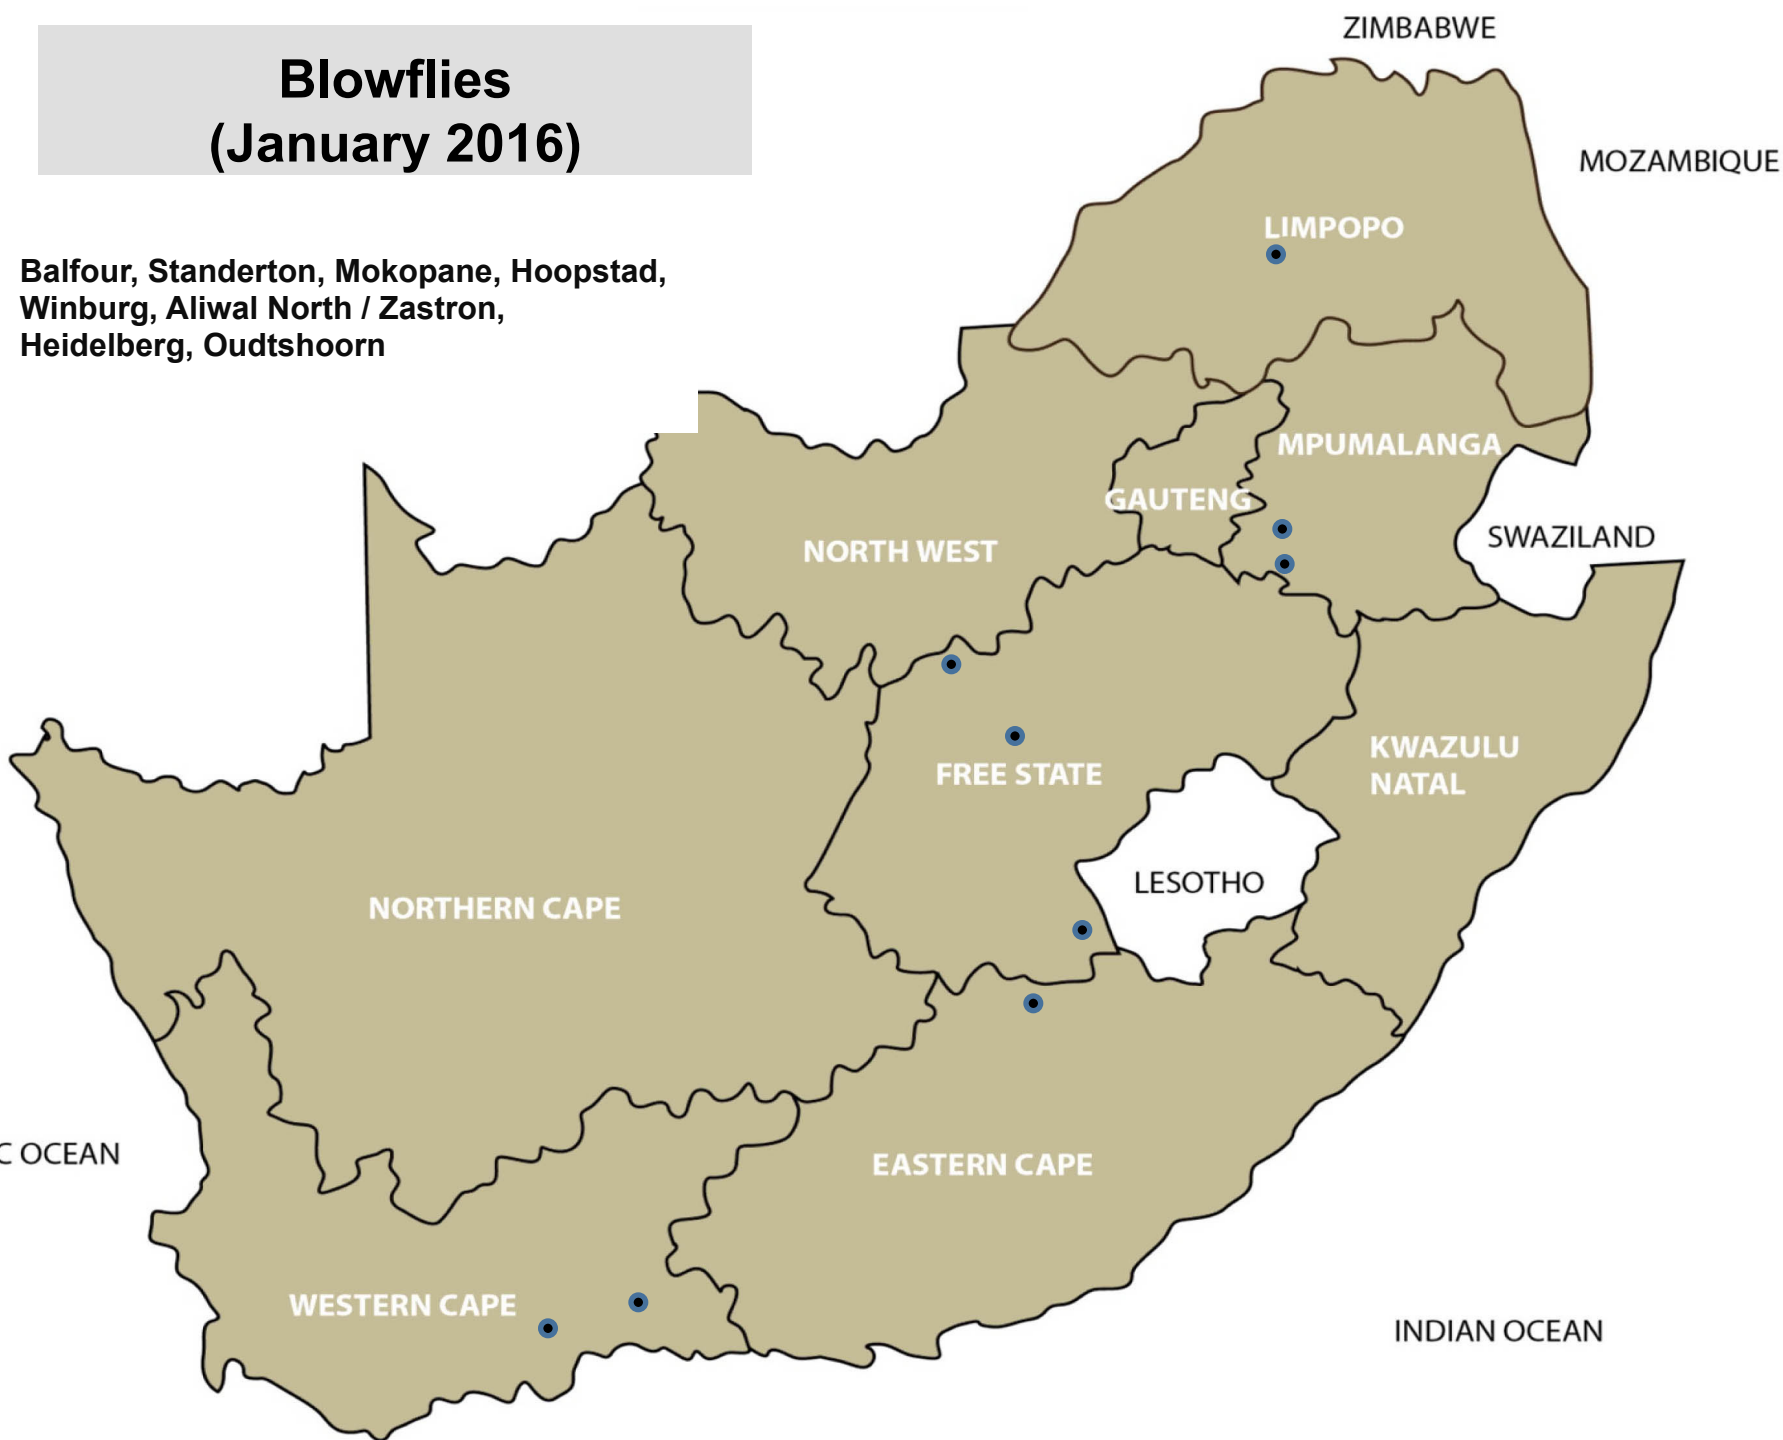 Blowflies
(January 2016)
Balfour, Standerton, Mokopane, Hoopstad,
Winburg, Aliwal North / Zastron,
Heidelberg, Oudtshoorn
ZIMBABWE
MOZAMBIQUE
LIMPOPO
MPUMALANGA
GAUTENG
SWAZILAND
NORTH WEST
KWAZULU
NATAL
FREE STATE
LESOTHO
NORTHERN CAPE
C OCEAN
EASTERN CAPE
WESTERN CAPE
INDIAN OCEAN